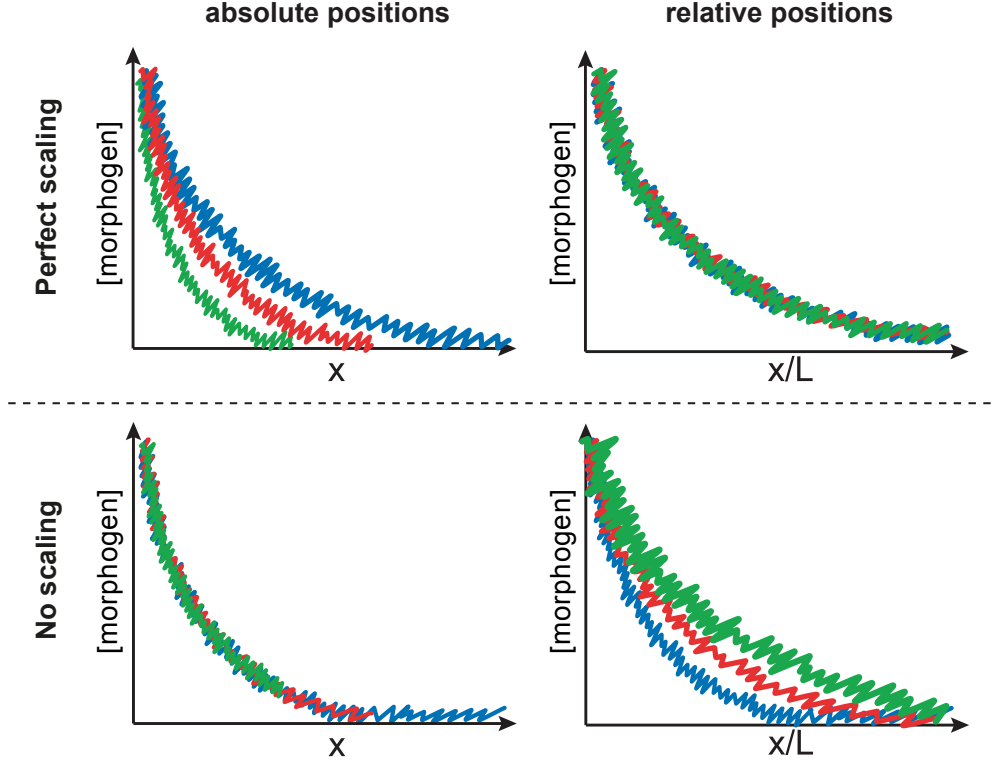 absolute positions
relative positions
Perfect scaling
[morphogen]
x
[morphogen]
x/L
No scaling
[morphogen]
x
[morphogen]
x/L